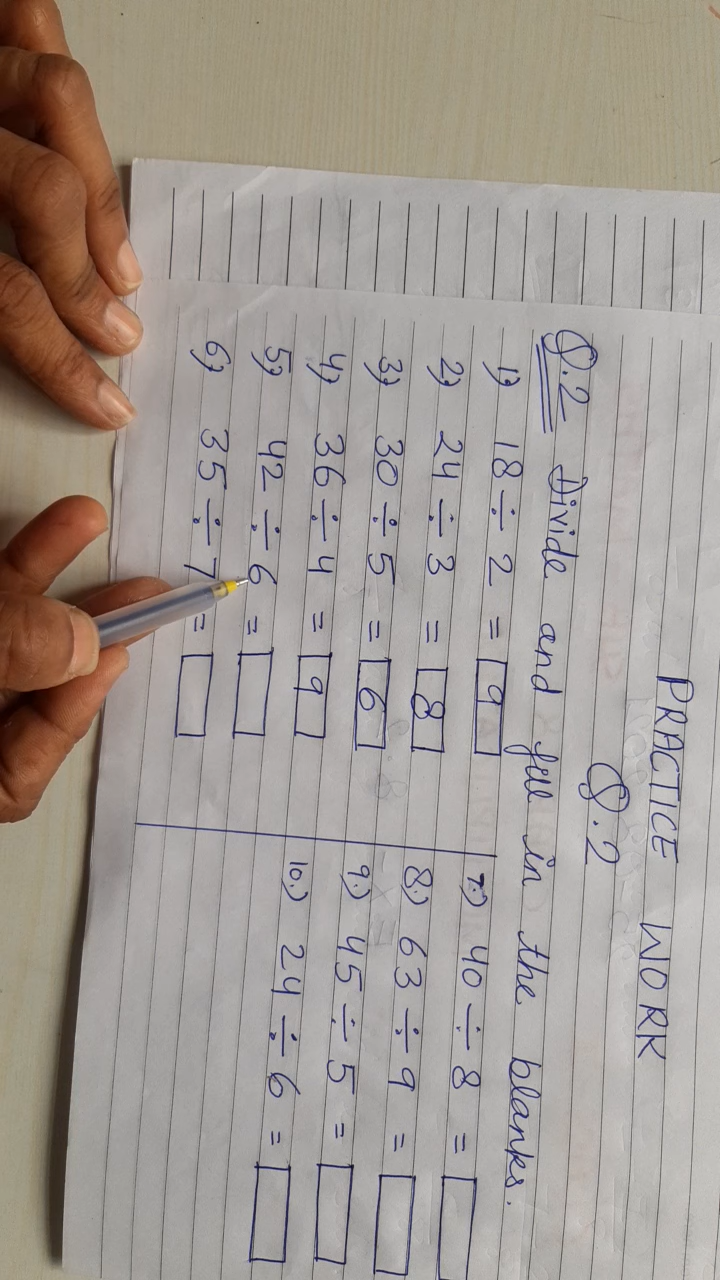 PRACTICE WORK
Q.2
Q.2 Divide and fill in the blanks.
1) 18 ÷ 2 = 9
2) 24 ÷ 3 = 8
3) 30 ÷ 5 = 6
4) 36 ÷ 4 = 9
5) 42 ÷ 6 =
6) 35 ÷ 7 =
7.) 40 ÷ 8 =
8.) 63 ÷ 9 =
9.) 45 ÷ 5 =
10.) 24 ÷ 6 =